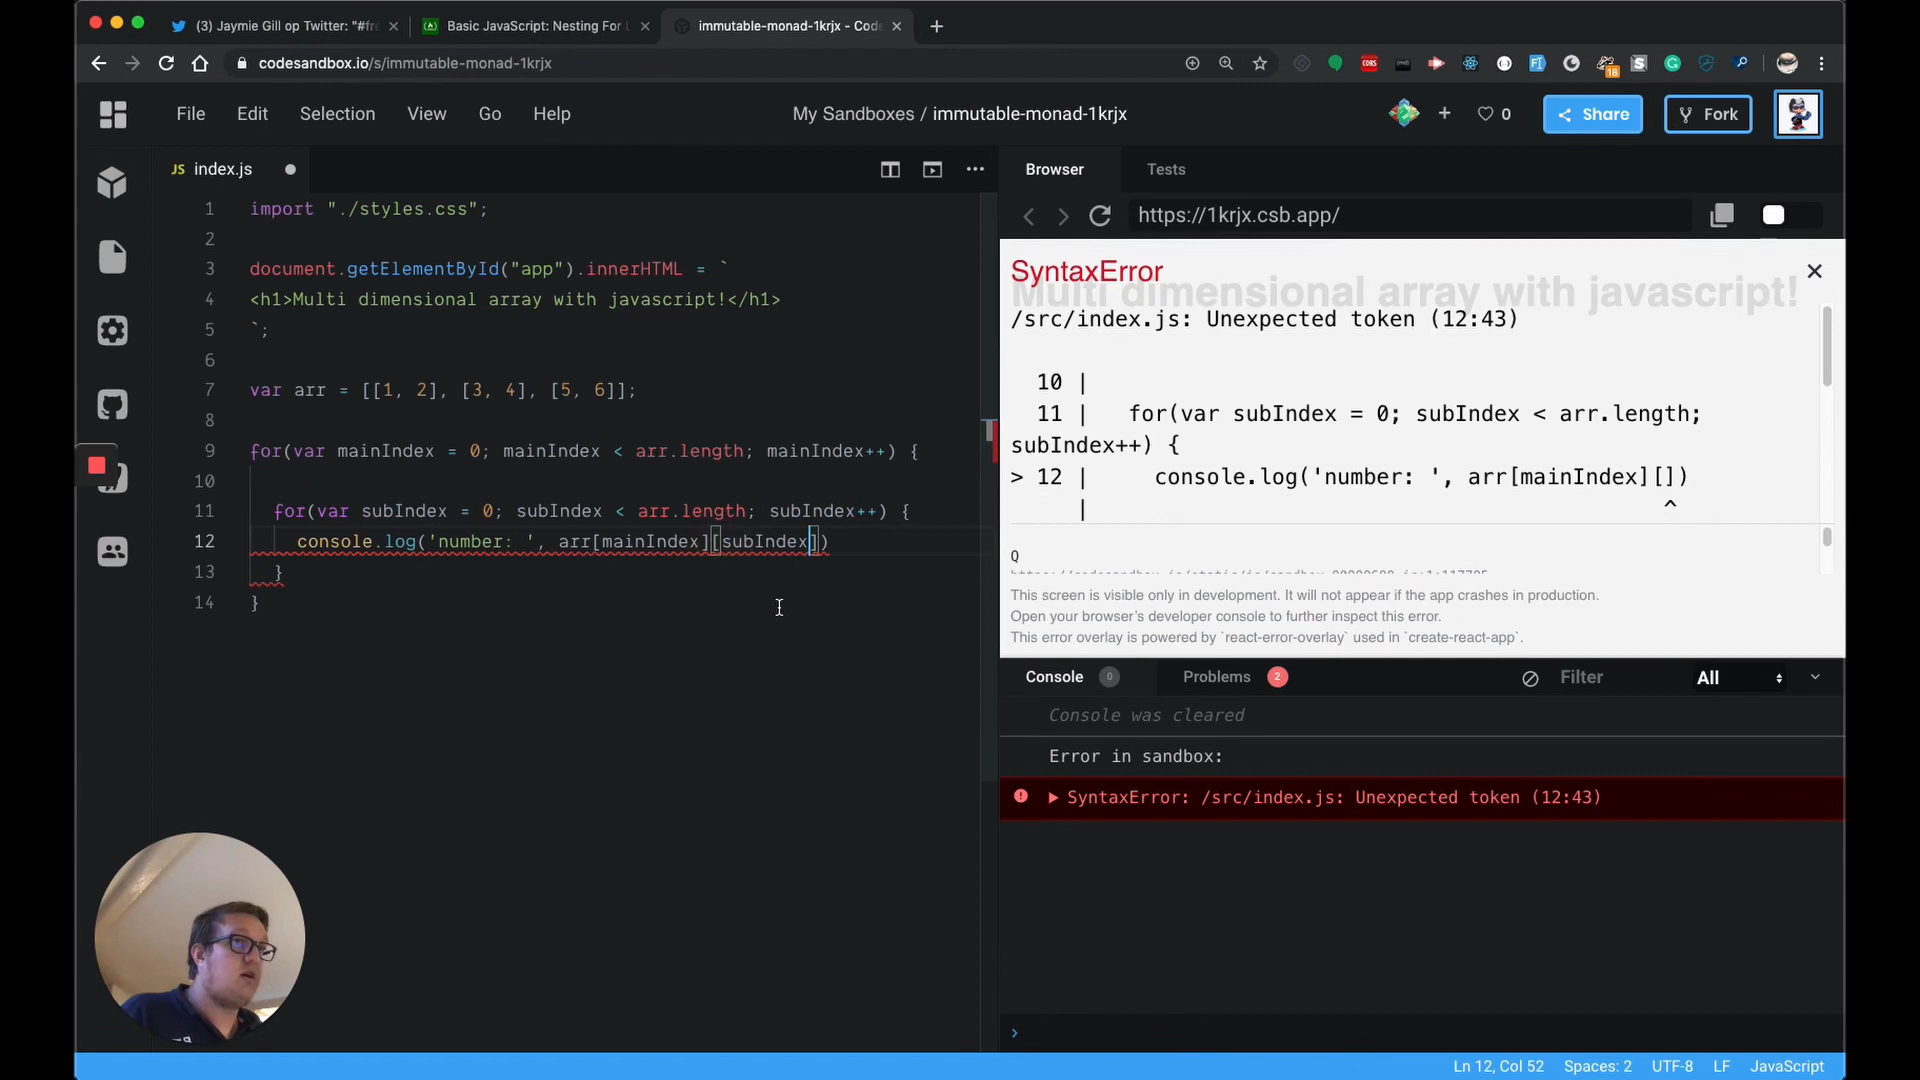 (3) Jaymie Gill op Twitter: "#fre
Basic JavaScript: Nesting For L
immutable-monad-1krjx - Code
codesandbox.io/s/immutable-monad-1krjx
CORS
18
File Edit Selection View Go Help
My Sandboxes / immutable-monad-1krjx
0
Share
Fork
JS index.js
1 import "./styles.css";
2
3 document.getElementById("app").innerHTML = `
4 <h1>Multi dimensional array with javascript!</h1>
5 `;
6
7 var arr = [[1, 2], [3, 4], [5, 6]];
8
9 for(var mainIndex = 0; mainIndex < arr.length; mainIndex++) {
10
11 for(var subIndex = 0; subIndex < arr.length; subIndex++) {
12 console.log('number: ', arr[mainIndex][subIndex])
13 }
14 }
Browser Tests
https://1krjx.csb.app/
SyntaxError
Multi dimensional array with javascript!
/src/index.js: Unexpected token (12:43)
10 |
11 | for(var subIndex = 0; subIndex < arr.length;
subIndex++) {
> 12 | console.log('number: ', arr[mainIndex][])
| ^
Q
This screen is visible only in development. It will not appear if the app crashes in production.
Open your browser's developer console to further inspect this error.
This error overlay is powered by `react-error-overlay` used in `create-react-app`.
Console 0 Problems 2 Filter All
Console was cleared
Error in sandbox:
SyntaxError: /src/index.js: Unexpected token (12:43)
Ln 12, Col 52 Spaces: 2 UTF-8 LF JavaScript